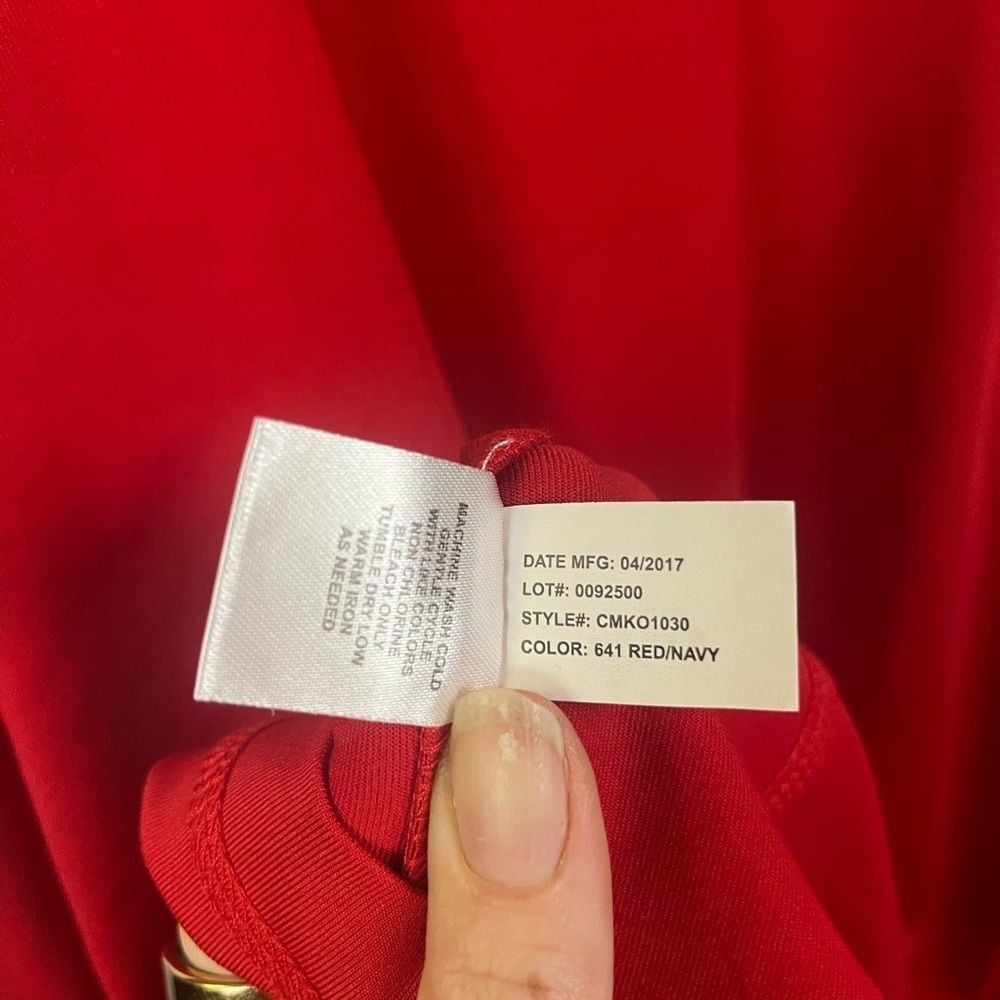 MACHINE WASH COLD
GENTLE CYCLE
WITH LIKE COLORS
NON CHLORINE
BLEACH ONLY
TUMBLE DRY LOW
WARM IRON
AS NEEDED
DATE MFG: 04/2017
LOT#: 0092500
STYLE#: CMKO1030
COLOR: 641 RED/NAVY